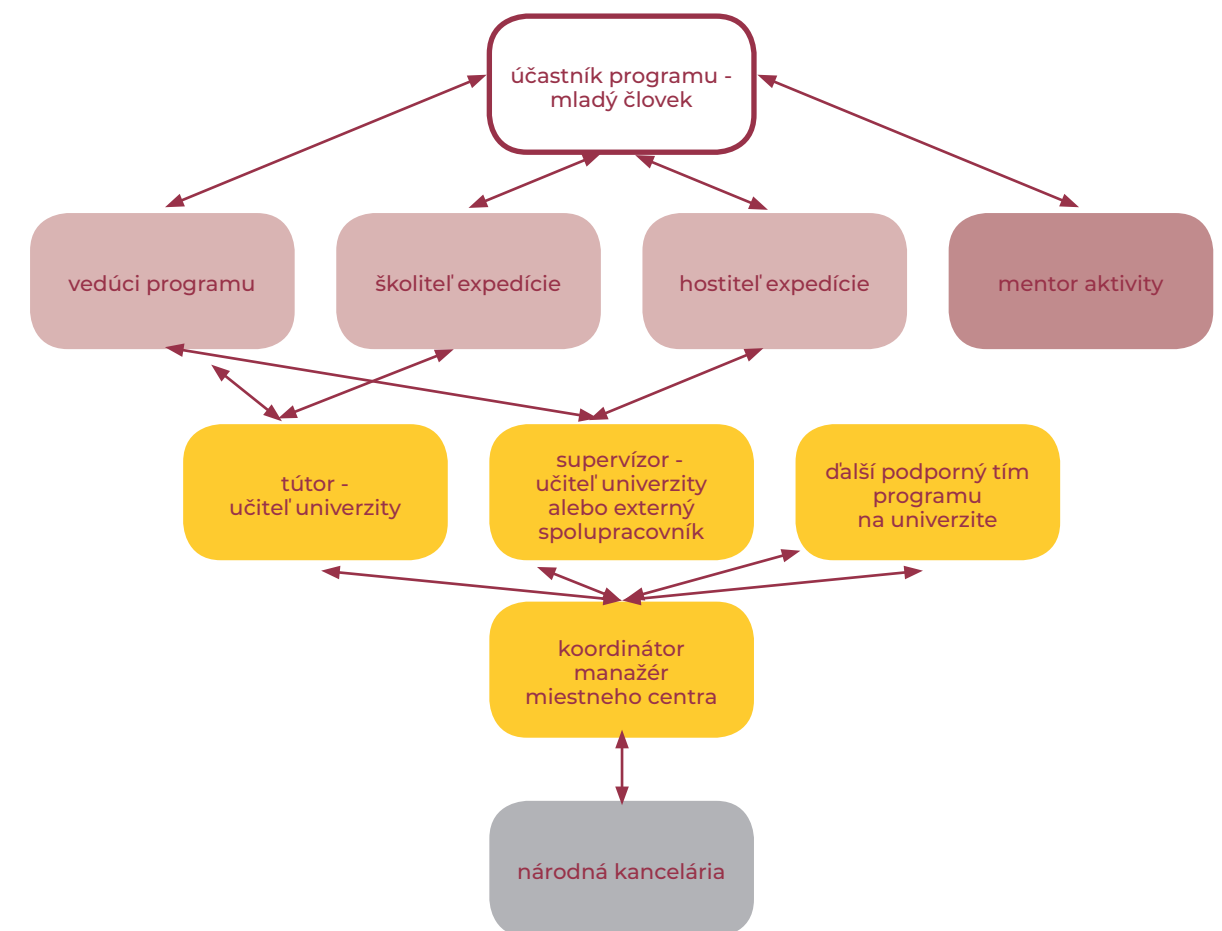 účastník programu -
mladý človek
vedúci programu
školiteľ expedície
hostiteľ expedície
mentor aktivity
tútor -
učiteľ univerzity
supervízor -
učiteľ univerzity
alebo externý
spolupracovník
ďalší podporný tím
programu
na univerzite
koordinátor
manažér
miestneho centra
národná kancelária